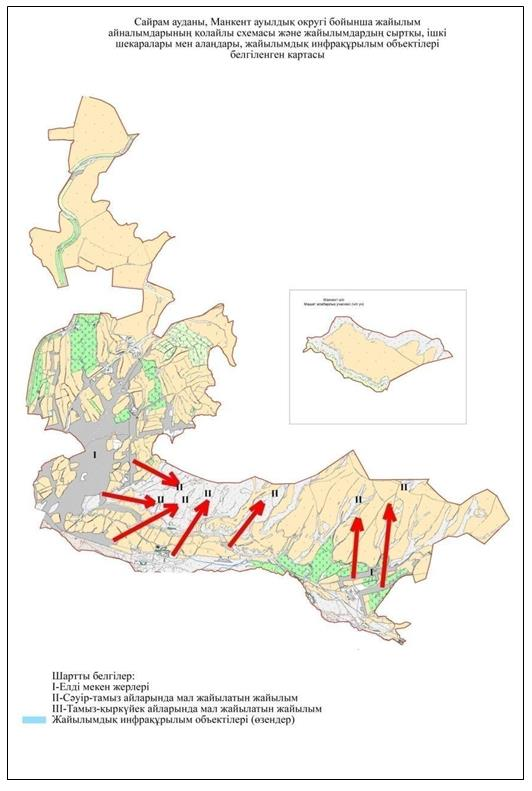 Сайрам ауданы, Манкент ауылдық округі бойынша жайылым
айналымдарының қолайлы схемасы және жайылымдардың сыртқы, ішкі
шекаралары мен алаңдары, жайылымдық инфрақұрылым объектілері
белгіленген картасы
Манкент а/о
I
II
II
II
II
II
II
II
I
Шартты белгілер:
I-Елді мекен жерлері
II-Сәуір-тамыз айларында мал жайылатын жайылым
III-Тамыз-қыркүйек айларында мал жайылатын жайылым
Жайылымдық инфрақұрылым объектілері (өзендер)